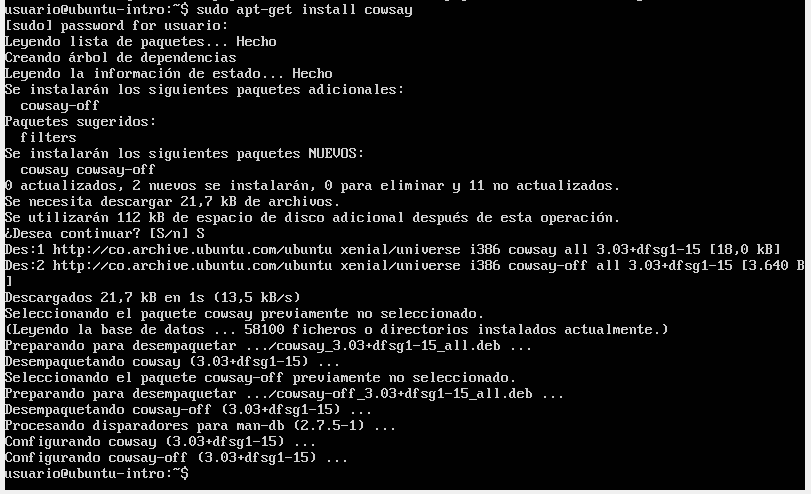 usuario@ubuntu-intro:~$ sudo apt-get install cowsay
[sudo] password for usuario:
Leyendo lista de paquetes... Hecho
Creando árbol de dependencias
Leyendo la información de estado... Hecho
Se instalarán los siguientes paquetes adicionales:
  cowsay-off
Paquetes sugeridos:
  filters
Se instalarán los siguientes paquetes NUEVOS:
  cowsay cowsay-off
0 actualizados, 2 nuevos se instalarán, 0 para eliminar y 11 no actualizados.
Se necesita descargar 21,7 kB de archivos.
Se utilizarán 112 kB de espacio de disco adicional después de esta operación.
¿Desea continuar? [S/n] S
Des:1 http://co.archive.ubuntu.com/ubuntu xenial/universe i386 cowsay all 3.03+dfsg1-15 [18,0 kB]
Des:2 http://co.archive.ubuntu.com/ubuntu xenial/universe i386 cowsay-off all 3.03+dfsg1-15 [3.640 B
]
Descargados 21,7 kB en 1s (13,5 kB/s)
Seleccionando el paquete cowsay previamente no seleccionado.
(Leyendo la base de datos ... 58100 ficheros o directorios instalados actualmente.)
Preparando para desempaquetar .../cowsay_3.03+dfsg1-15_all.deb ...
Desempaquetando cowsay (3.03+dfsg1-15) ...
Seleccionando el paquete cowsay-off previamente no seleccionado.
Preparando para desempaquetar .../cowsay-off_3.03+dfsg1-15_all.deb ...
Desempaquetando cowsay-off (3.03+dfsg1-15) ...
Procesando disparadores para man-db (2.7.5-1) ...
Configurando cowsay (3.03+dfsg1-15) ...
Configurando cowsay-off (3.03+dfsg1-15) ...
usuario@ubuntu-intro:~$